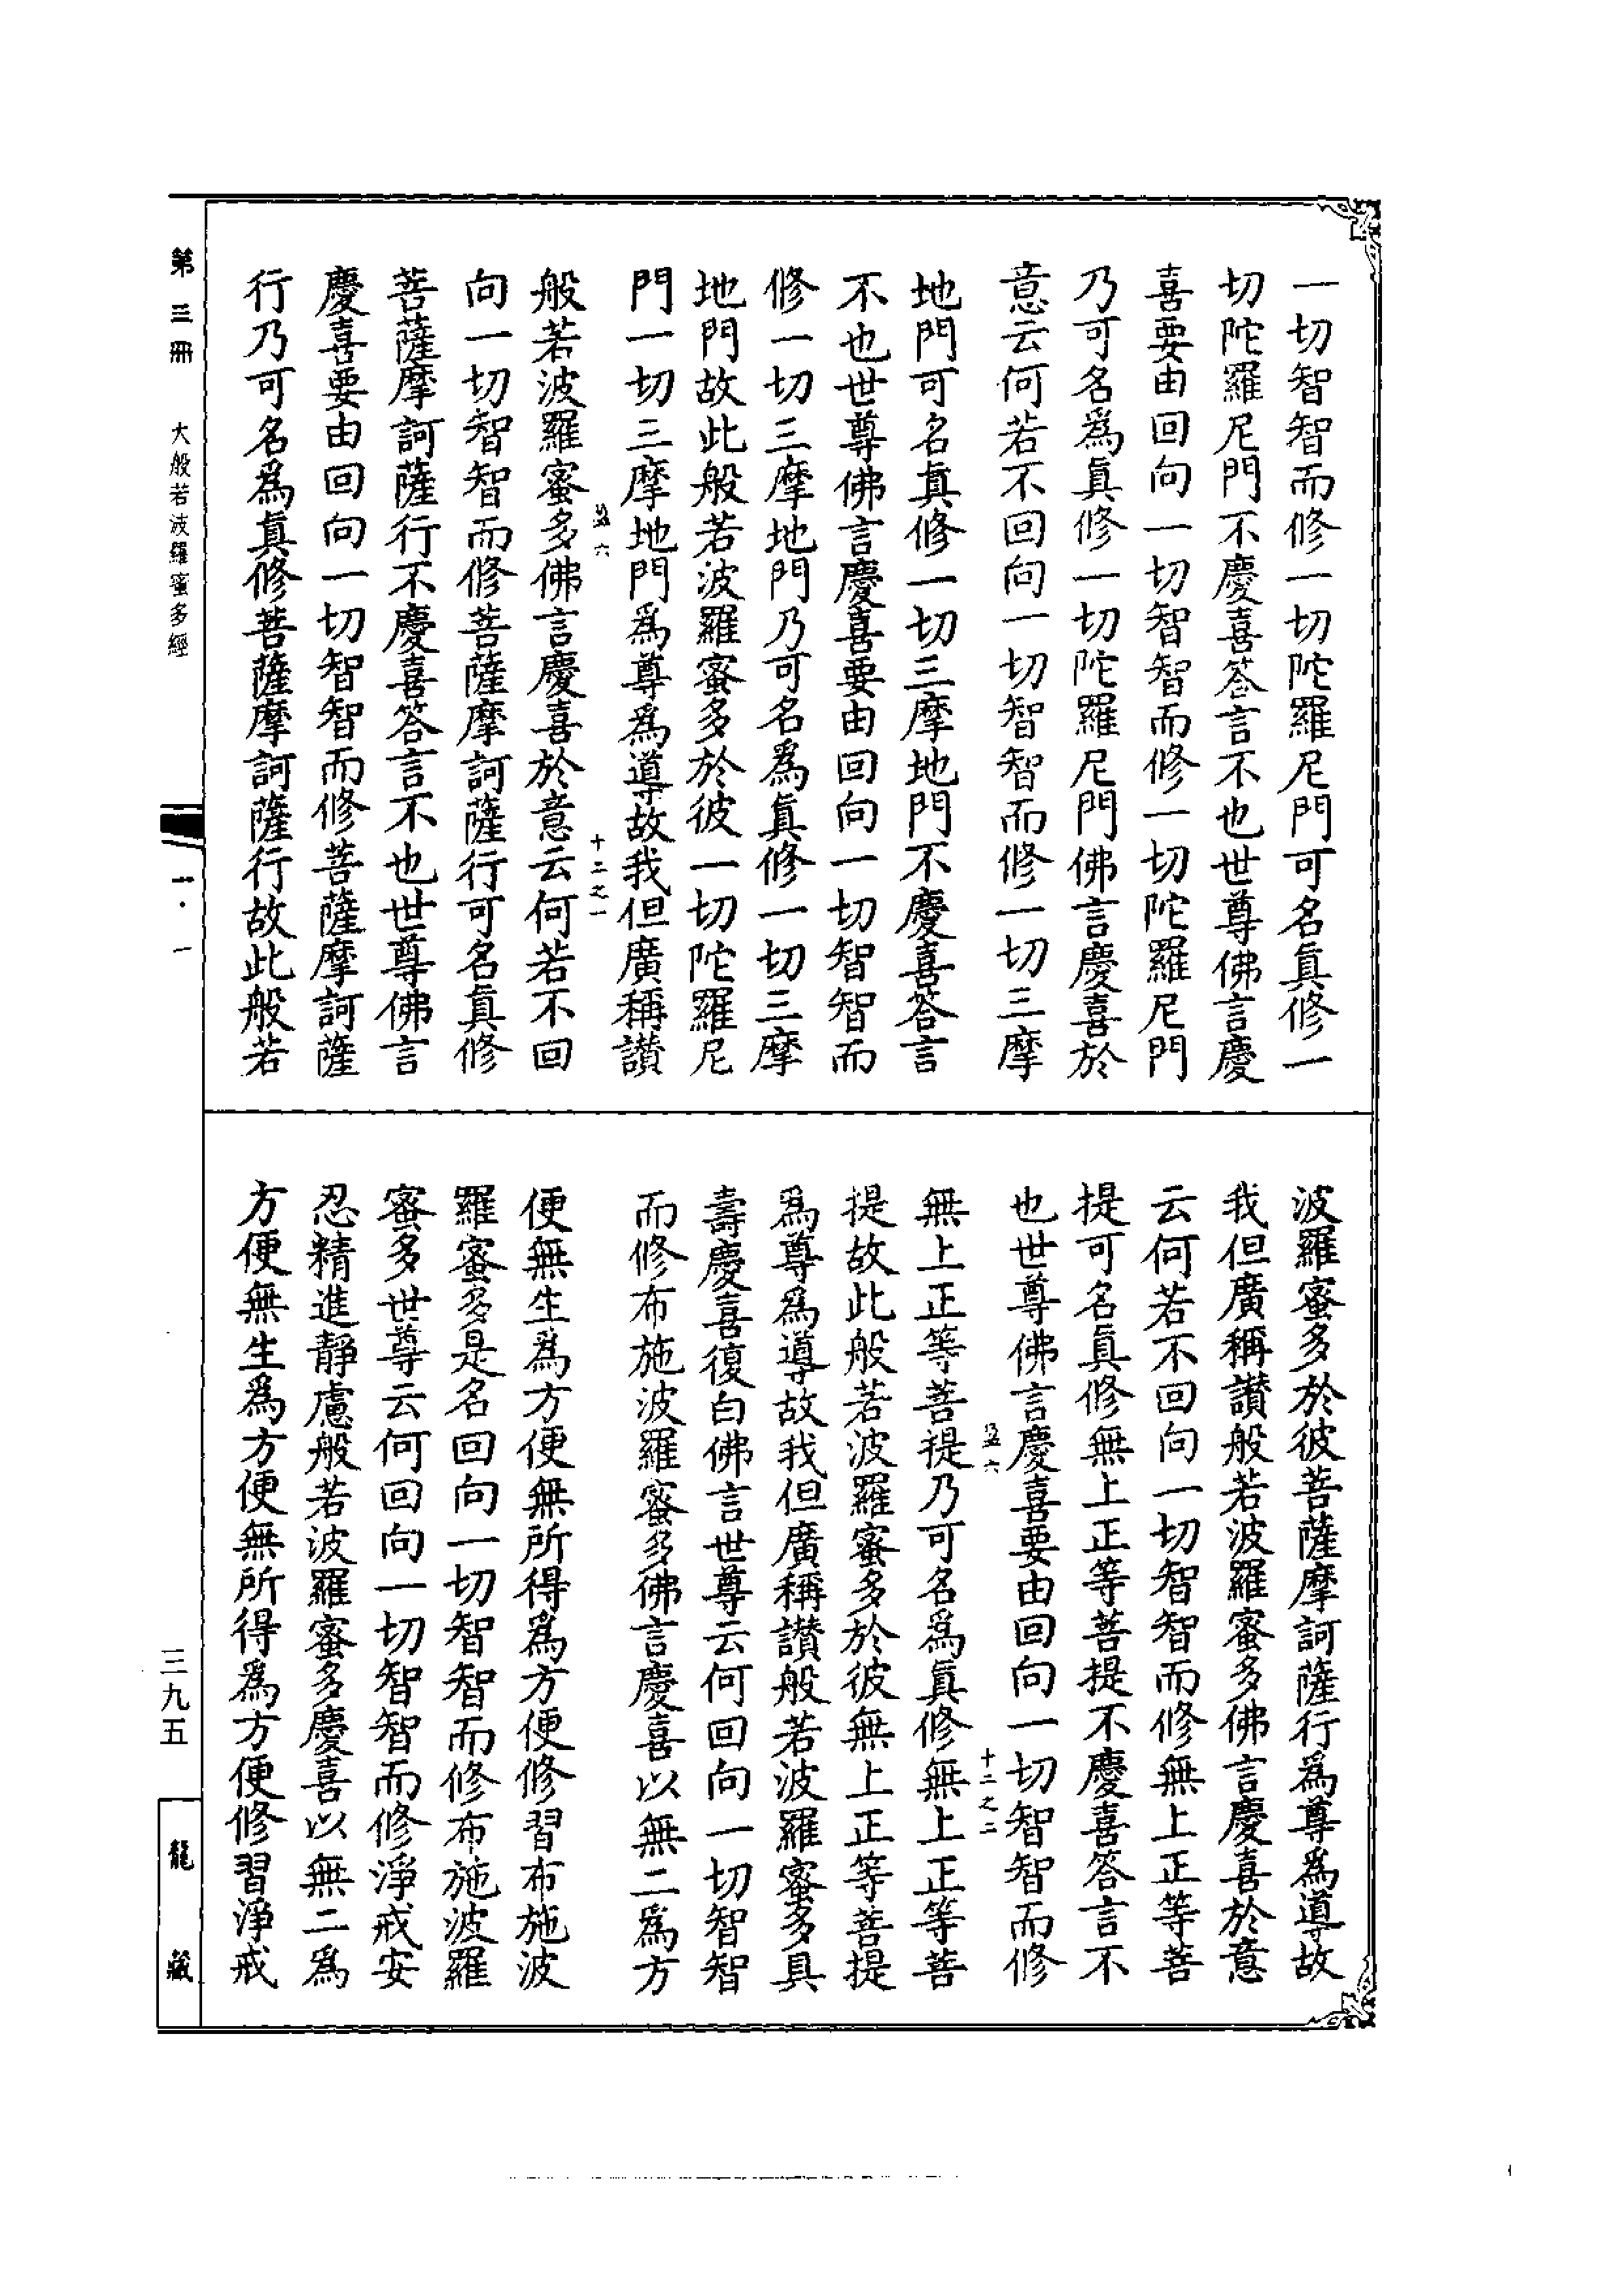 一切智智而修一切陀羅尼門可名真修一
切陀羅尼門不慶喜答言不也世尊佛言慶
喜要由回向一切智智而修一切陀羅尼門
乃可名為真修一切陀羅尼門佛言慶喜於
意云何若不回向一切智智而修一切三摩
地門可名真修一切三摩地門不慶喜答言
不也世尊佛言慶喜要由回向一切智智而
修一切三摩地門乃可名為真修一切三摩
地門故此般若波羅蜜多於彼一切陀羅尼
門一切三摩地門為尊為導故我但廣稱讚
十二之一
般若波羅蜜多佛言慶喜於意云何若不回
向一切智智而修菩薩摩訶薩行可名真修
菩薩摩訶薩行不慶喜答言不也世尊佛言
慶喜要由回向一切智智而修菩薩摩訶薩
行乃可名為真修菩薩摩訶薩行故此般若
波羅蜜多於彼菩薩摩訶薩行為尊為導故
我但廣稱讚般若波羅蜜多佛言慶喜於意
云何若不回向一切智智而修無上正等菩
提可名真修無上正等菩提不慶喜答言不
也世尊佛言慶喜要由回向一切智智而修
十二之二
無上正等菩提乃可名為真修無上正等菩
提故此般若波羅蜜多於彼無上正等菩提
為尊為導故我但廣稱讚般若波羅蜜多具
壽慶喜復白佛言世尊云何回向一切智智
而修布施波羅蜜多佛言慶喜以無二為方
便無生為方便無所得為方便修習布施波
羅蜜多是名回向一切智智而修布施波羅
蜜多世尊云何回向一切智智而修淨戒安
忍精進靜慮般若波羅蜜多慶喜以無二為
方便無生為方便無所得為方便修習淨戒
第三冊 大般若波羅蜜多經
一·一
三九五
龍藏